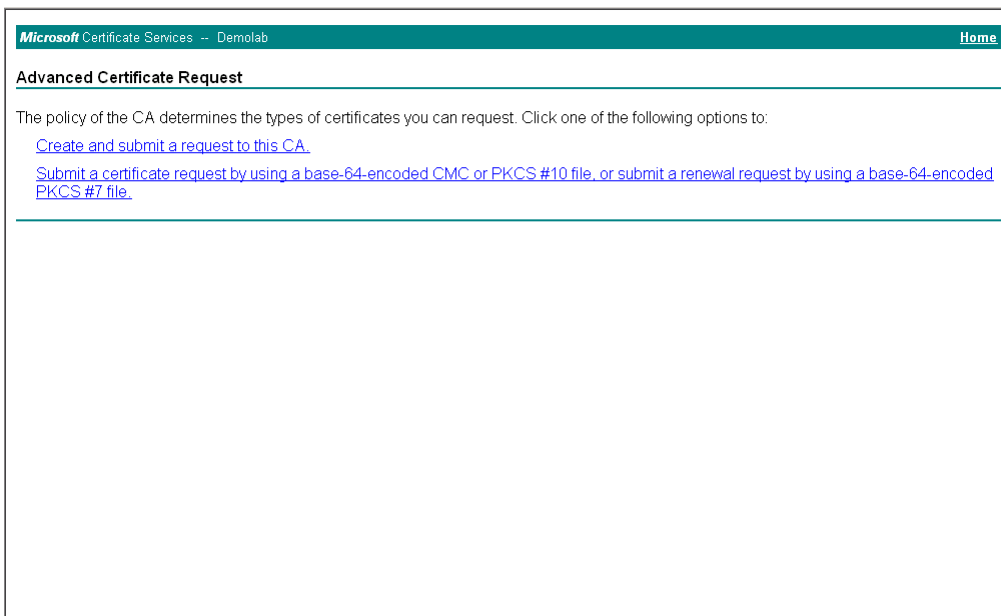 Microsoft Certificate Services -- Demolab Home
Advanced Certificate Request
The policy of the CA determines the types of certificates you can request. Click one of the following options to:
Create and submit a request to this CA.
Submit a certificate request by using a base-64-encoded CMC or PKCS #10 file, or submit a renewal request by using a base-64-encoded
PKCS #7 file.